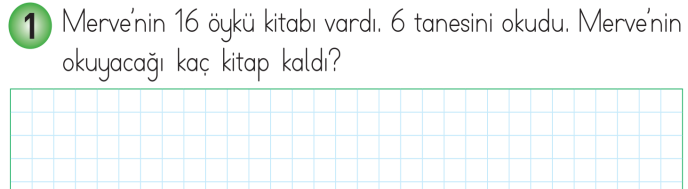 1 Merve'nin 16 öykü kitabı vardı. 6 tanesini okudu. Merve'nin
okuyacağı kaç kitap kaldı?